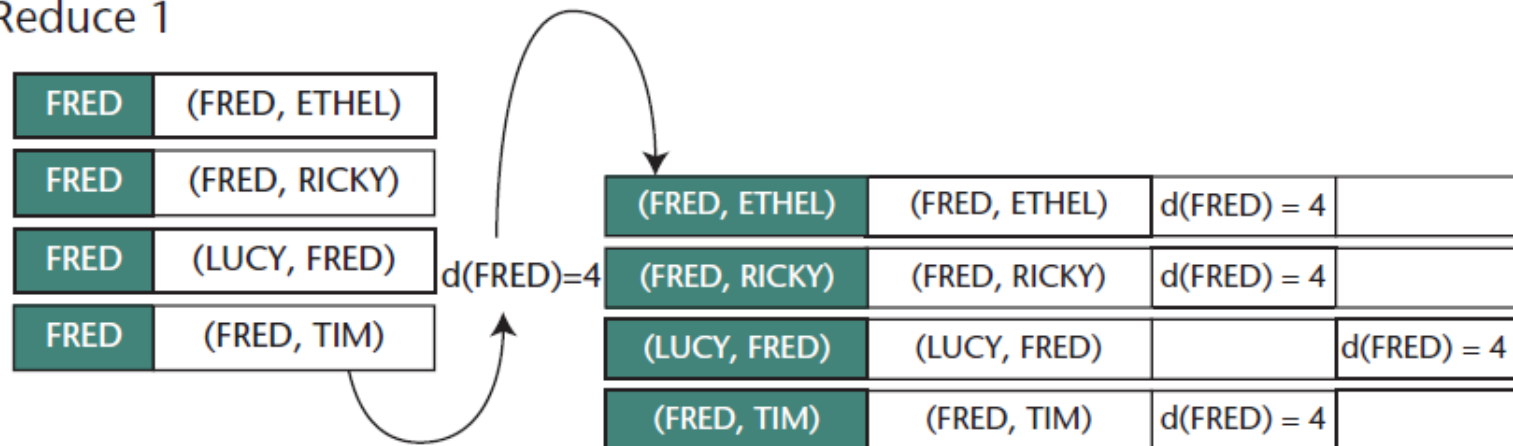 Reduce 1
FRED (FRED, ETHEL)
FRED (FRED, RICKY)
FRED (LUCY, FRED)
FRED (FRED, TIM)
d(FRED)=4
(FRED, ETHEL) (FRED, ETHEL) d(FRED) = 4
(FRED, RICKY) (FRED, RICKY) d(FRED) = 4
(LUCY, FRED) (LUCY, FRED) d(FRED) = 4
(FRED, TIM) (FRED, TIM) d(FRED) = 4